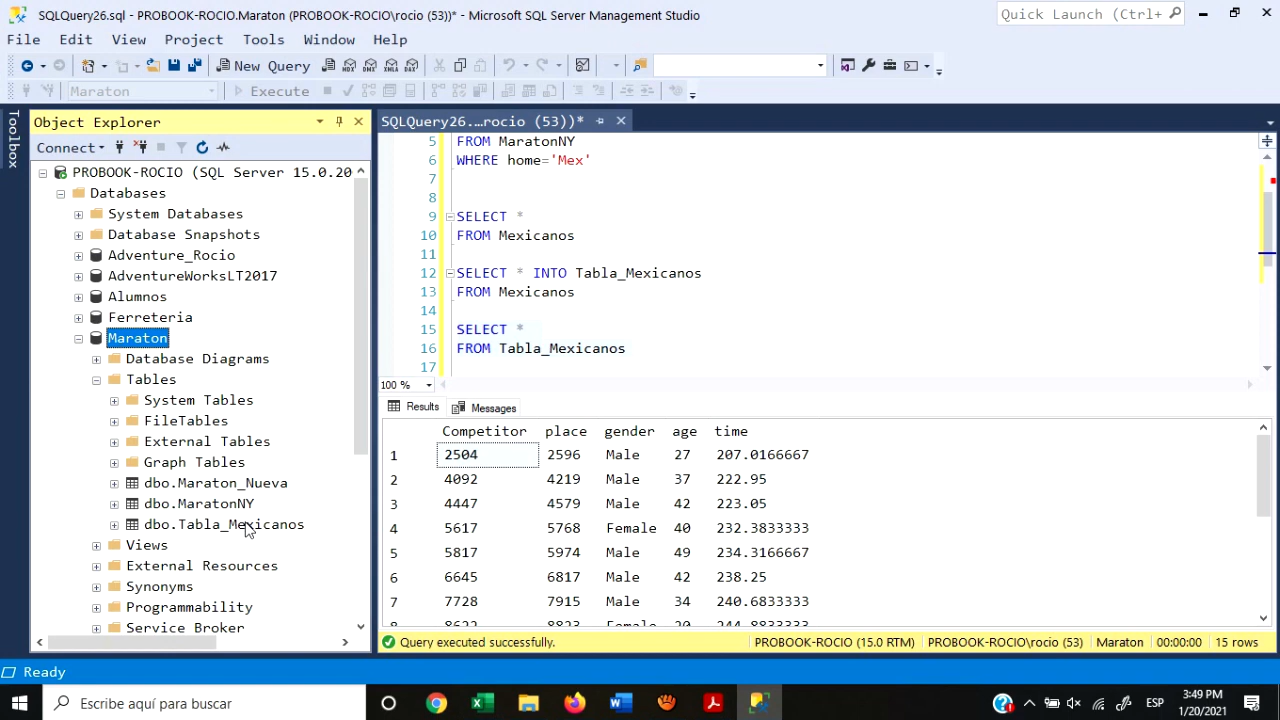 SQLQuery26.sql - PROBOOK-ROCIO.Maraton (PROBOOK-ROCIO\rocio (53))* - Microsoft SQL Server Management Studio
Quick Launch (Ctrl+
File Edit View Project Tools Window Help
New Query
Maraton Execute
Toolbox
Object Explorer
SQLQuery26....rocio (53))*
Connect
PROBOOK-ROCIO (SQL Server 15.0.20
Databases
System Databases
Database Snapshots
Adventure_Rocio
AdventureWorksLT2017
Alumnos
Ferreteria
Maraton
Database Diagrams
Tables
System Tables
FileTables
External Tables
Graph Tables
dbo.Maraton_Nueva
dbo.MaratonNY
dbo.Tabla_Mexicanos
Views
External Resources
Synonyms
Programmability
Service Broker
5 FROM MaratonNY
6 WHERE home='Mex'
7
8
9 SELECT *
10 FROM Mexicanos
11
12 SELECT * INTO Tabla_Mexicanos
13 FROM Mexicanos
14
15 SELECT *
16 FROM Tabla_Mexicanos
17
100 %
Results Messages
Competitor place gender age time
1 2504 2596 Male 27 207.0166667
2 4092 4219 Male 37 222.95
3 4447 4579 Male 42 223.05
4 5617 5768 Female 40 232.3833333
5 5817 5974 Male 49 234.3166667
6 6645 6817 Male 42 238.25
7 7728 7915 Male 34 240.6833333
Query executed successfully. PROBOOK-ROCIO (15.0 RTM) PROBOOK-ROCIO\rocio (53) Maraton 00:00:00 15 rows
Ready
Escribe aquí para buscar
ESP
3:49 PM
1/20/2021